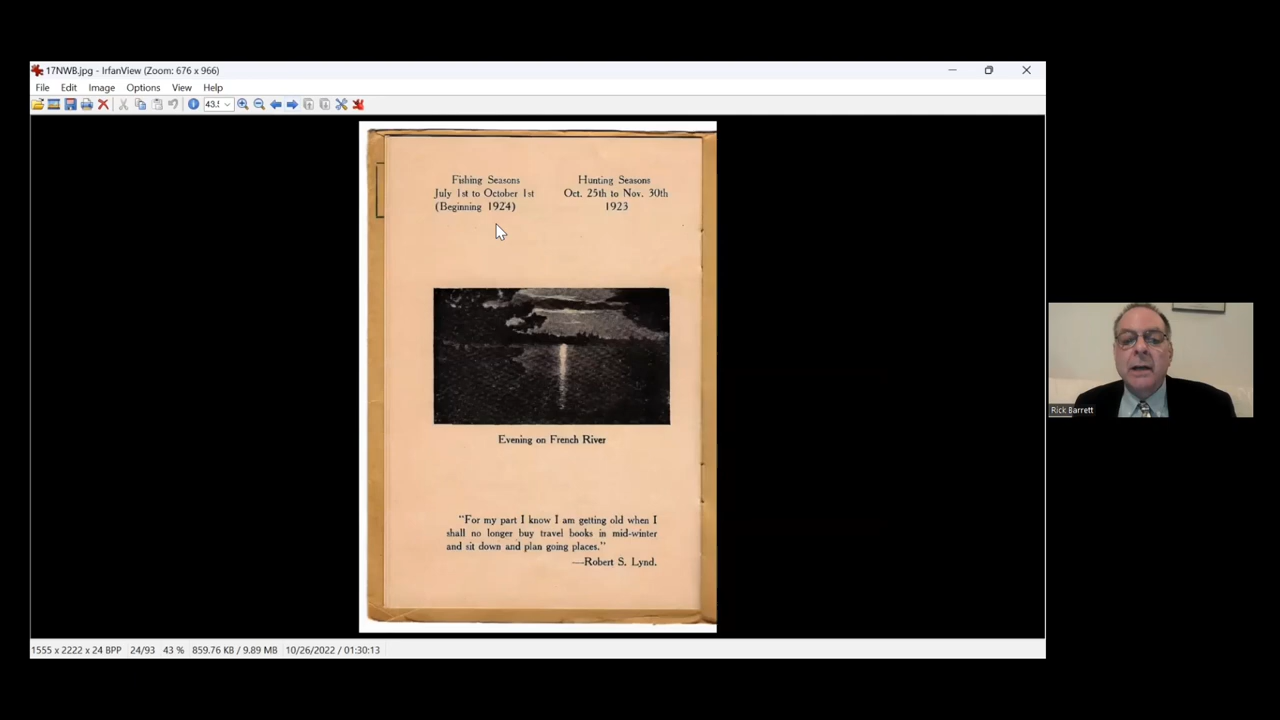 17NWB.jpg - IrfanView (Zoom: 676 x 966)
File Edit Image Options View Help
Fishing Seasons
July 1st to October 1st
(Beginning 1924)
Hunting Seasons
Oct. 25th to Nov. 30th
1923
Evening on French River
"For my part I know I am getting old when I
shall no longer buy travel books in mid-winter
and sit down and plan going places."
—Robert S. Lynd.
Rick Barrett
1555 x 2222 x 24 BPP 24/93 43 % 859.76 KB / 9.89 MB 10/26/2022 / 01:30:13